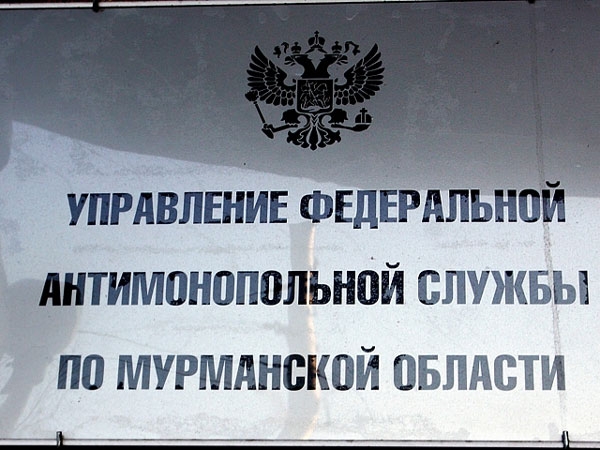 УПРАВЛЕНИЕ ФЕДЕРАЛЬНОЙ
АНТИМОНОПОЛЬНОЙ СЛУЖБЫ
ПО МУРМАНСКОЙ ОБЛАСТИ